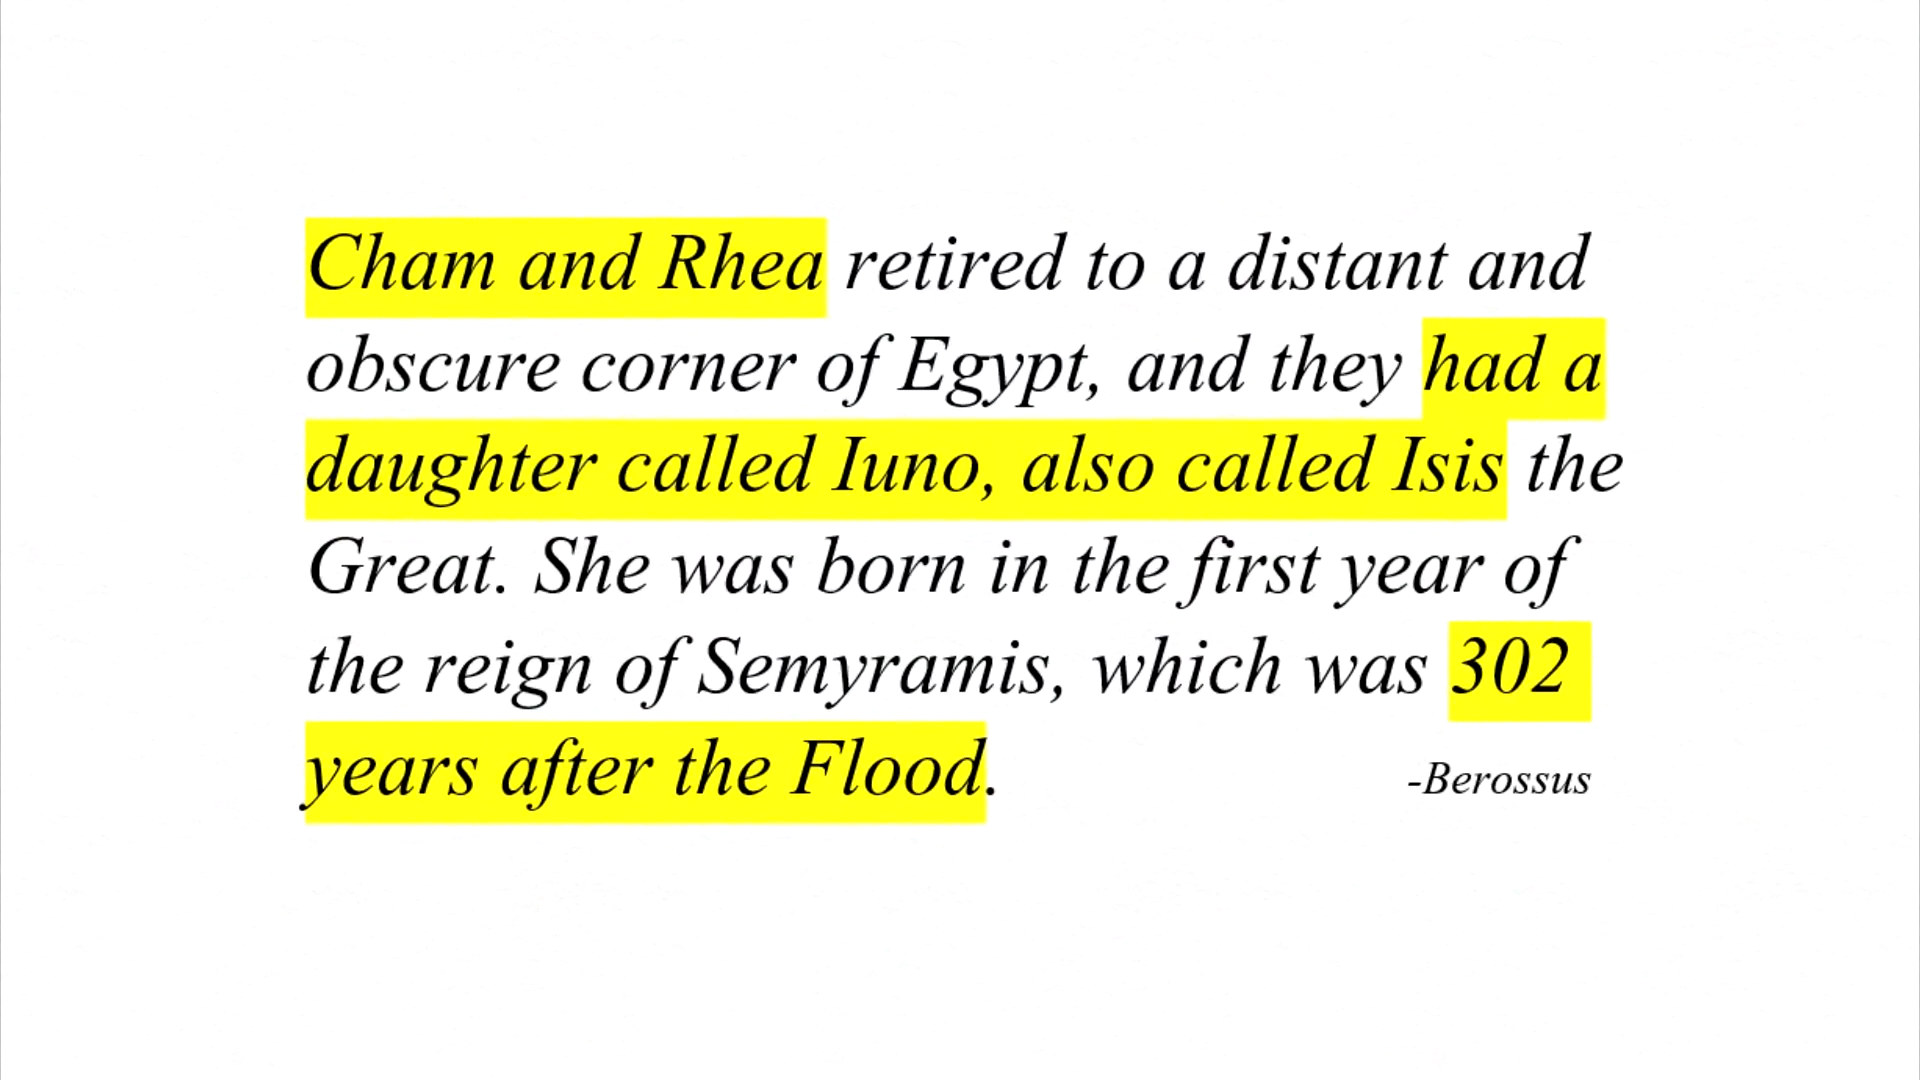 Cham and Rhea retired to a distant and
obscure corner of Egypt, and they had a
daughter called Iuno, also called Isis the
Great. She was born in the first year of
the reign of Semyramis, which was 302
years after the Flood.
-Berossus